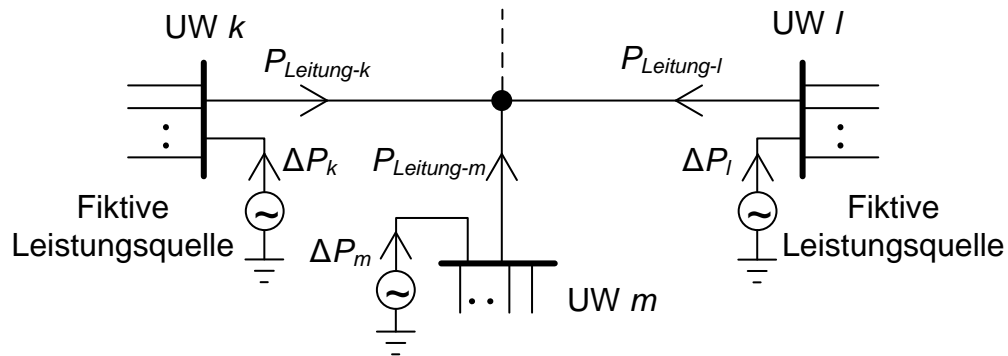 UW k
UW l
P_Leitung-k
P_Leitung-l
ΔP_k
P_Leitung-m
ΔP_l
Fiktive
Leistungsquelle
Fiktive
Leistungsquelle
ΔP_m
UW m